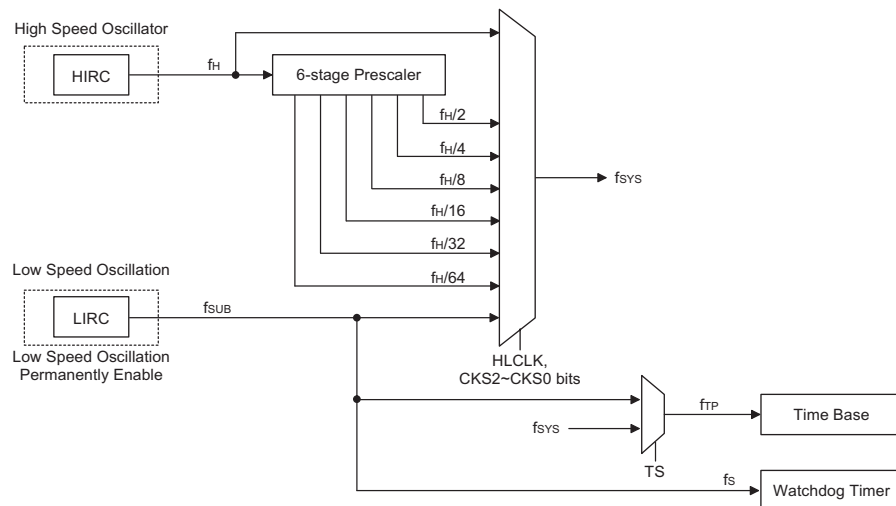 High Speed Oscillator
HIRC
fH
6-stage Prescaler
fH/2
fH/4
fH/8
fH/16
fH/32
fH/64
fSYS
Low Speed Oscillation
LIRC
fSUB
Low Speed Oscillation
Permanently Enable
HLCLK,
CKS2~CKS0 bits
fSYS
TS
fTP
Time Base
fS
Watchdog Timer